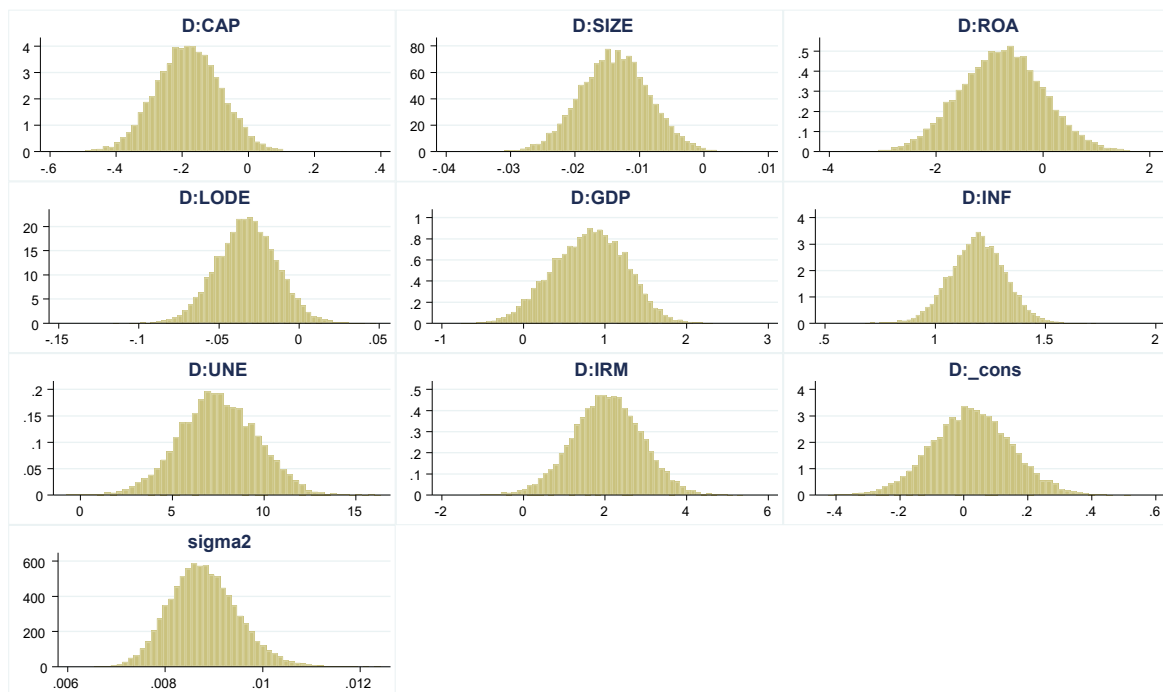 D:CAP
4
3
2
1
0
-.6 -.4 -.2 0 .2 .4
D:SIZE
80
60
40
20
0
-.04 -.03 -.02 -.01 0 .01
D:ROA
.5
.4
.3
.2
.1
0
-4 -2 0 2
D:LODE
20
15
10
5
0
-.15 -.1 -.05 0 .05
D:GDP
1
.8
.6
.4
.2
0
-1 0 1 2 3
D:INF
4
3
2
1
0
.5 1 1.5 2
D:UNE
.2
.15
.1
.05
0
0 5 10 15
D:IRM
.5
.4
.3
.2
.1
0
-2 0 2 4 6
D:_cons
4
3
2
1
0
-.4 -.2 0 .2 .4 .6
sigma2
600
400
200
0
.006 .008 .01 .012